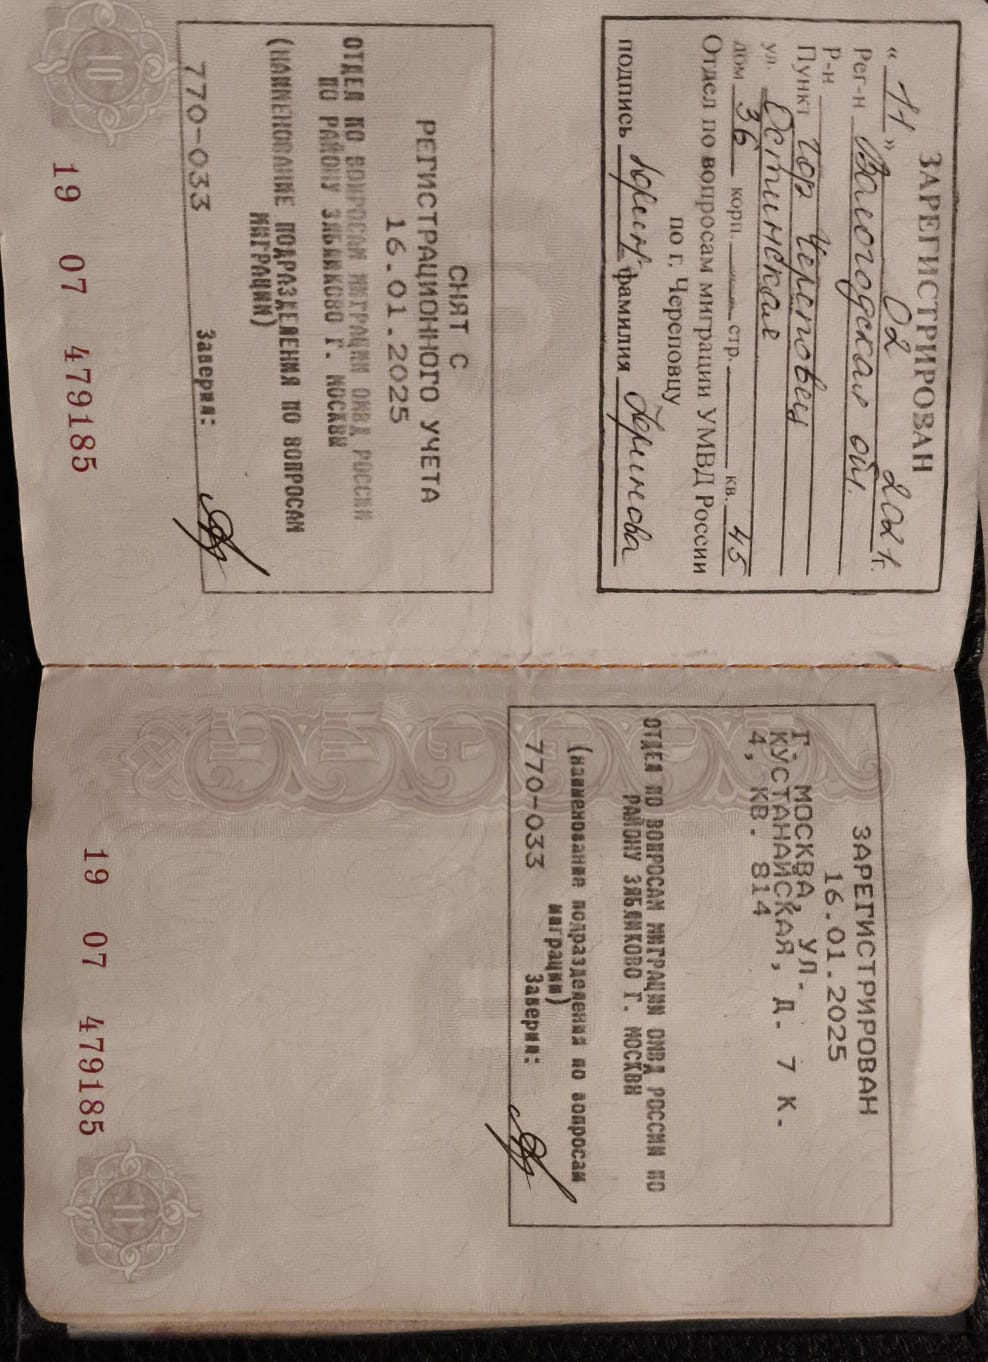 ЗАРЕГИСТРИРОВАН
"11" 02 2021г.
Рег-н Вологодская обл.
Р-н
Пункт гор. Череповец
ул.
дом 36 корп. стр. кв. 45
Отдел по вопросам миграции УМВД России
по г. Череповцу
подпись фамилия
СНЯТ С
РЕГИСТРАЦИОННОГО УЧЕТА
16.01.2025
ОТДЕЛ ПО ВОПРОСАМ МИГРАЦИИ ОМВД РОССИИ
ПО РАЙОНУ ЗЯБЛИКОВО Г. МОСКВЫ
(НАИМЕНОВАНИЕ ПОДРАЗДЕЛЕНИЯ ПО ВОПРОСАМ
МИГРАЦИИ)
770-033 Заверил:
10
19 07 479185
ЗАРЕГИСТРИРОВАН
16.01.2025
Г. МОСКВА, УЛ.
КУСТАНАЙСКАЯ, Д. 7 К.
4, КВ. 814
ОТДЕЛ ПО ВОПРОСАМ МИГРАЦИИ ОМВД РОССИИ ПО
РАЙОНУ ЗЯБЛИКОВО Г. МОСКВЫ
(наименование подразделения по вопросам
миграции)
770-033 Заверил:
19 07 479185
11